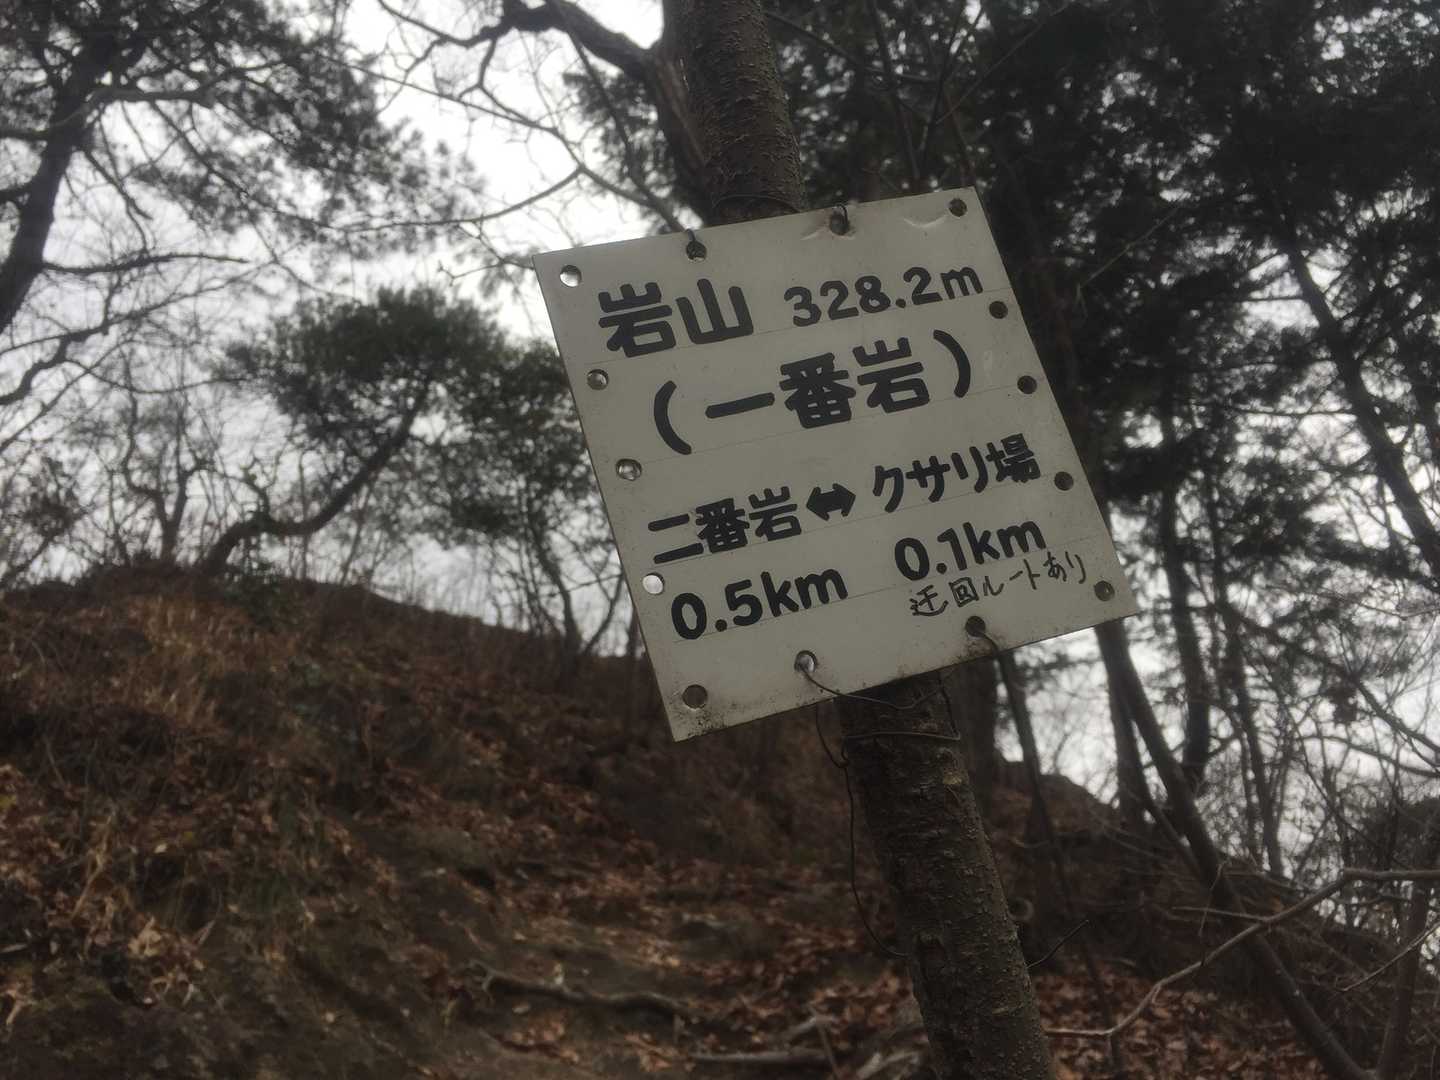 岩山 328.2m
(一番岩)
二番岩⇔クサリ場
0.5km 0.1km
迂回ルートあり